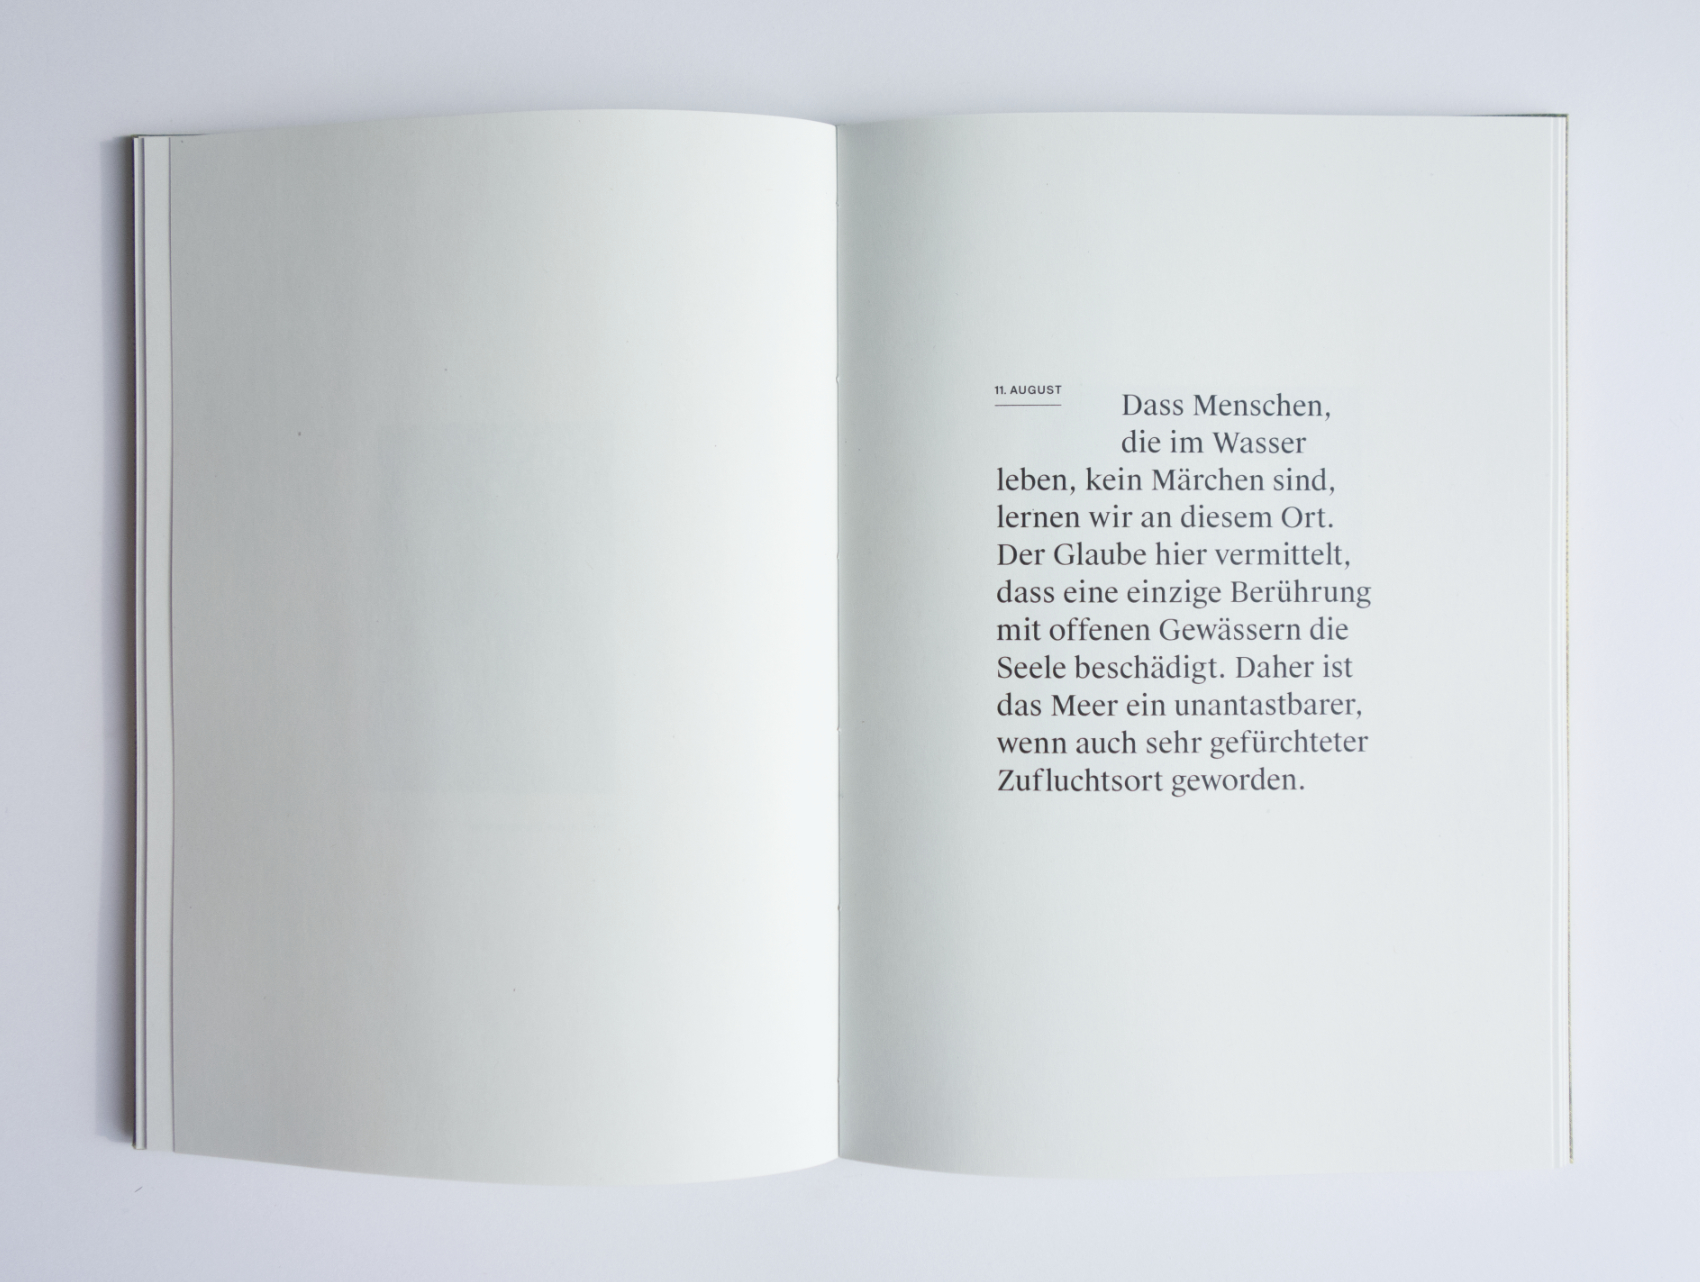 11. AUGUST
Dass Menschen,
die im Wasser
leben, kein Märchen sind,
lernen wir an diesem Ort.
Der Glaube hier vermittelt,
dass eine einzige Berührung
mit offenen Gewässern die
Seele beschädigt. Daher ist
das Meer ein unantastbarer,
wenn auch sehr gefürchteter
Zufluchtsort geworden.